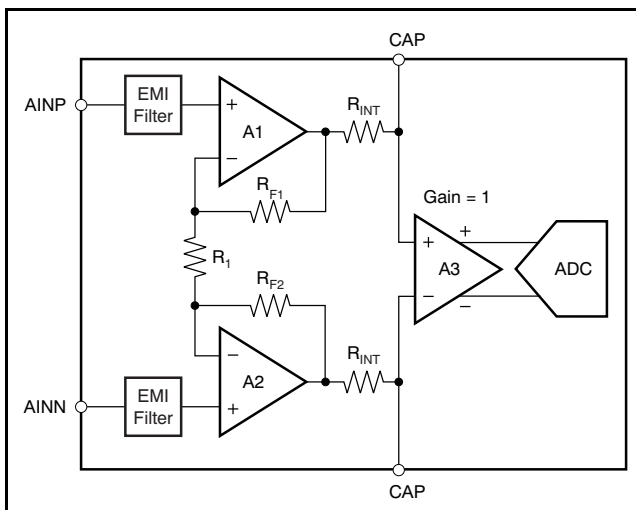 CAP
AINP
EMI
Filter
+
A1
−
R_INT
R_F1
Gain = 1
R_1
+
A3
−
+
−
ADC
R_F2
−
A2
+
R_INT
AINN
EMI
Filter
CAP